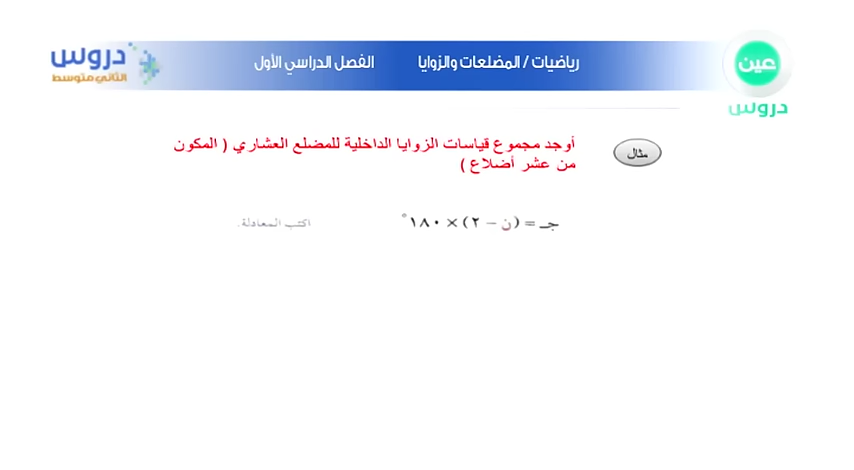 دروس
الثاني متوسط
رياضيات / المضلعات والزوايا الفصل الدراسي الأول
عين
دروس
مثال
أوجد مجموع قياسات الزوايا الداخلية للمضلع العشاري ( المكون
من عشر أضلاع )
جـ = (ن – ٢) × ١٨٠°
اكتب المعادلة.